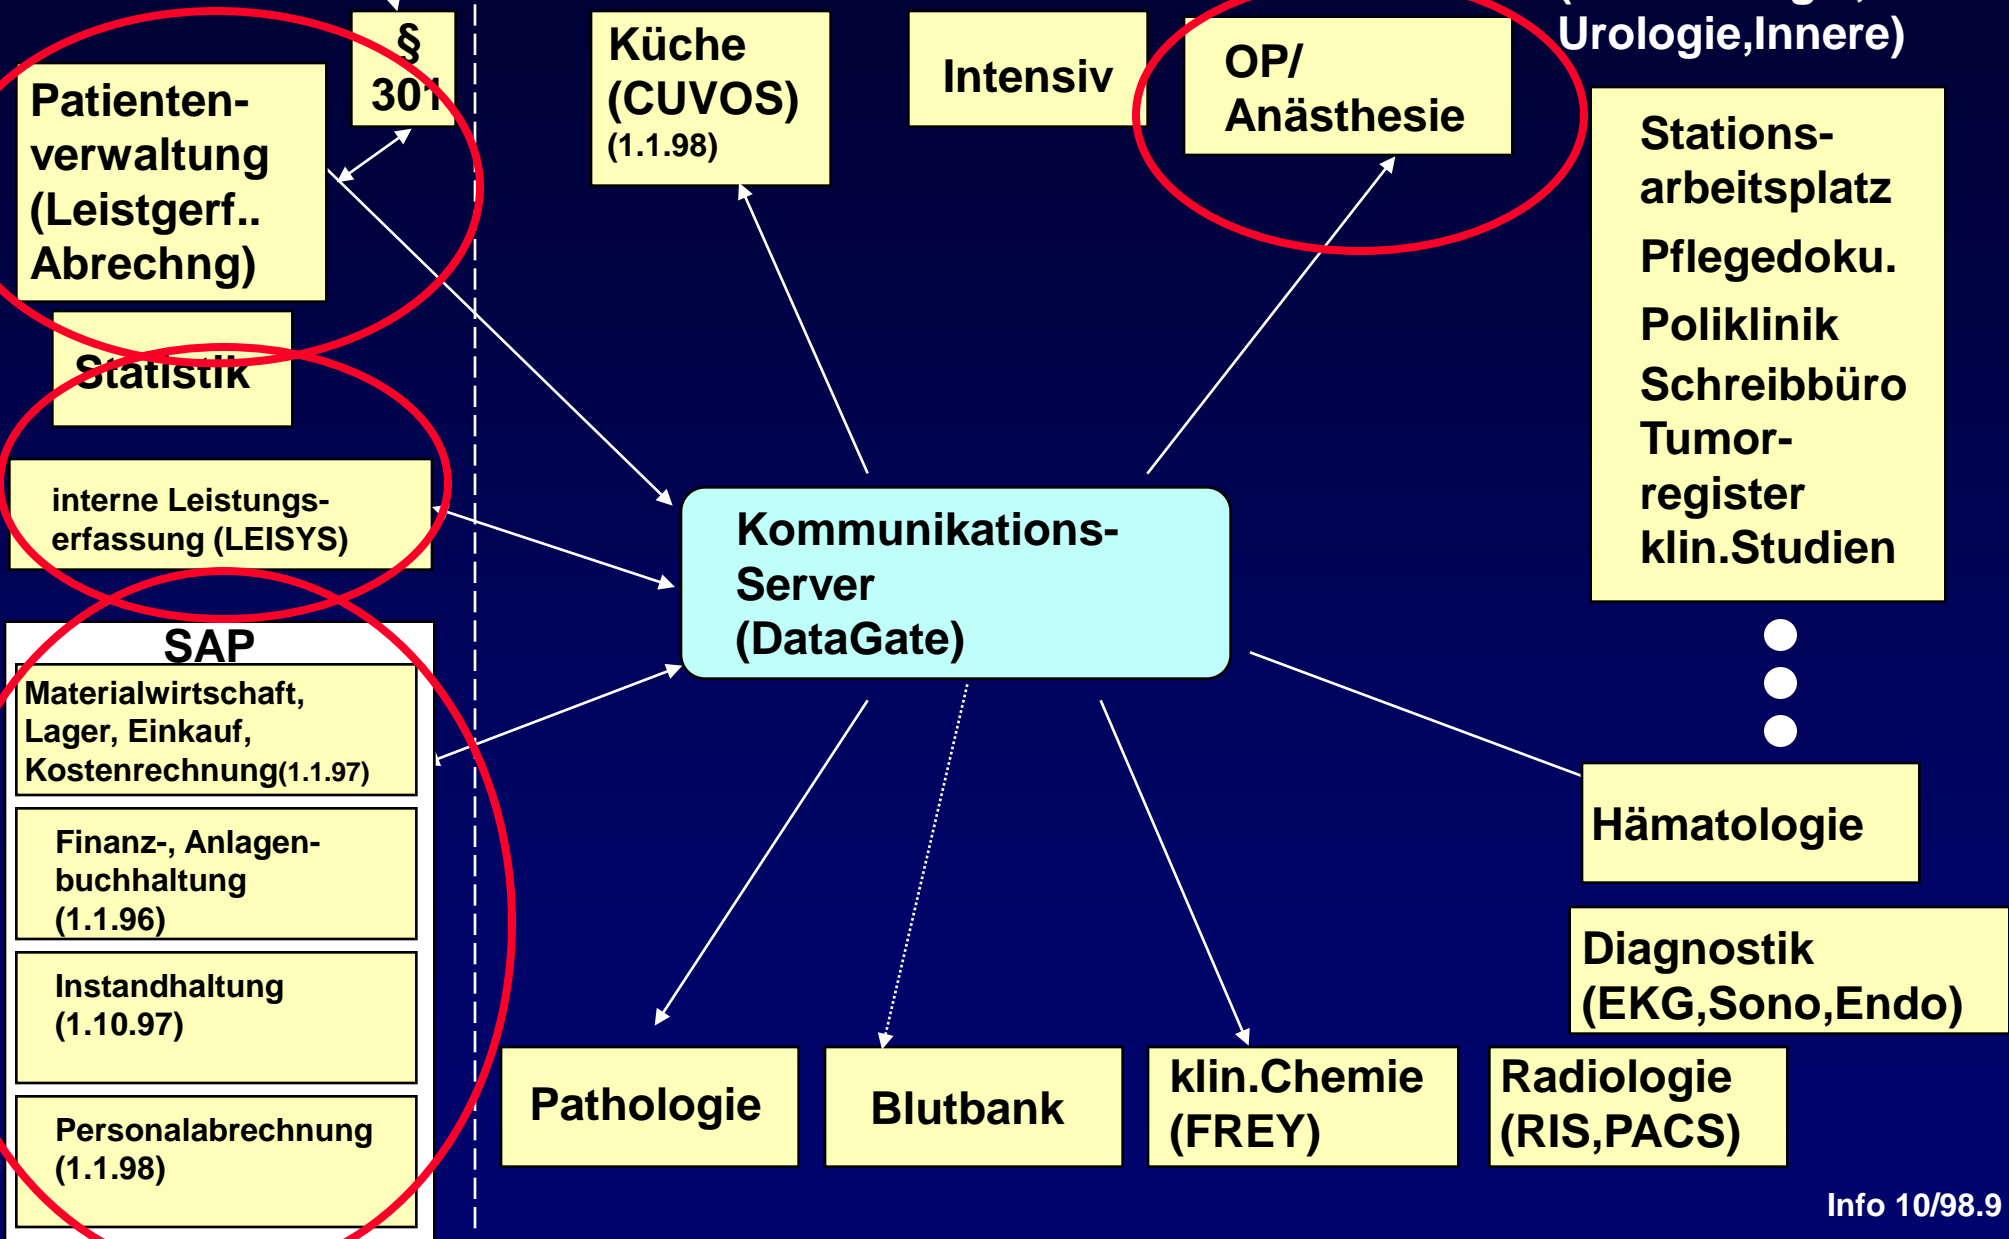 §
301
Patienten-
verwaltung
(Leistgerf..
Abrechng)
Statistik
interne Leistungs-
erfassung (LEISYS)
SAP
Materialwirtschaft,
Lager, Einkauf,
Kostenrechnung(1.1.97)
Finanz-, Anlagen-
buchhaltung
(1.1.96)
Instandhaltung
(1.10.97)
Personalabrechnung
(1.1.98)
Küche
(CUVOS)
(1.1.98)
Intensiv
OP/
Anästhesie
Urologie,Innere)
Stations-
arbeitsplatz
Pflegedoku.
Poliklinik
Schreibbüro
Tumor-
register
klin.Studien
Kommunikations-
Server
(DataGate)
Hämatologie
Diagnostik
(EKG,Sono,Endo)
Pathologie
Blutbank
klin.Chemie
(FREY)
Radiologie
(RIS,PACS)
Info 10/98.9